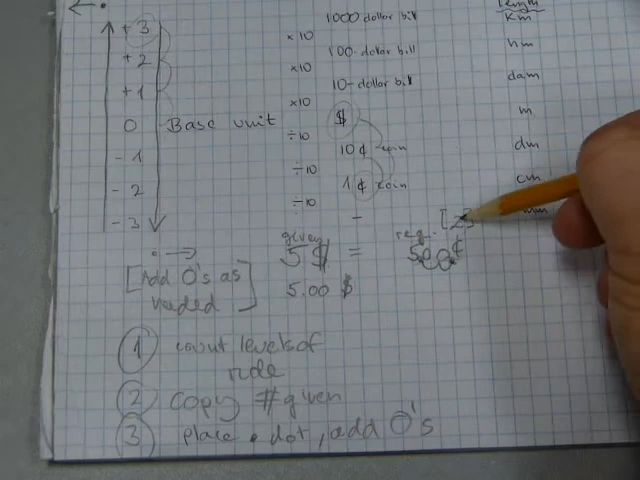 length
+3 1000 dollar bill km
×10
+2 100 dollar bill hm
×10
+1 10-dollar bill dam
×10
0 Base unit $ m
÷10
-1 10¢ coin dm
÷10
-2 1¢ coin cm
÷10
-3 - mm
given req. [2]
5 $ = 500¢
[Add 0's as
needed]
5.00 $
1 count levels of
rule
2 copy # given
3 place . dot, add 0's